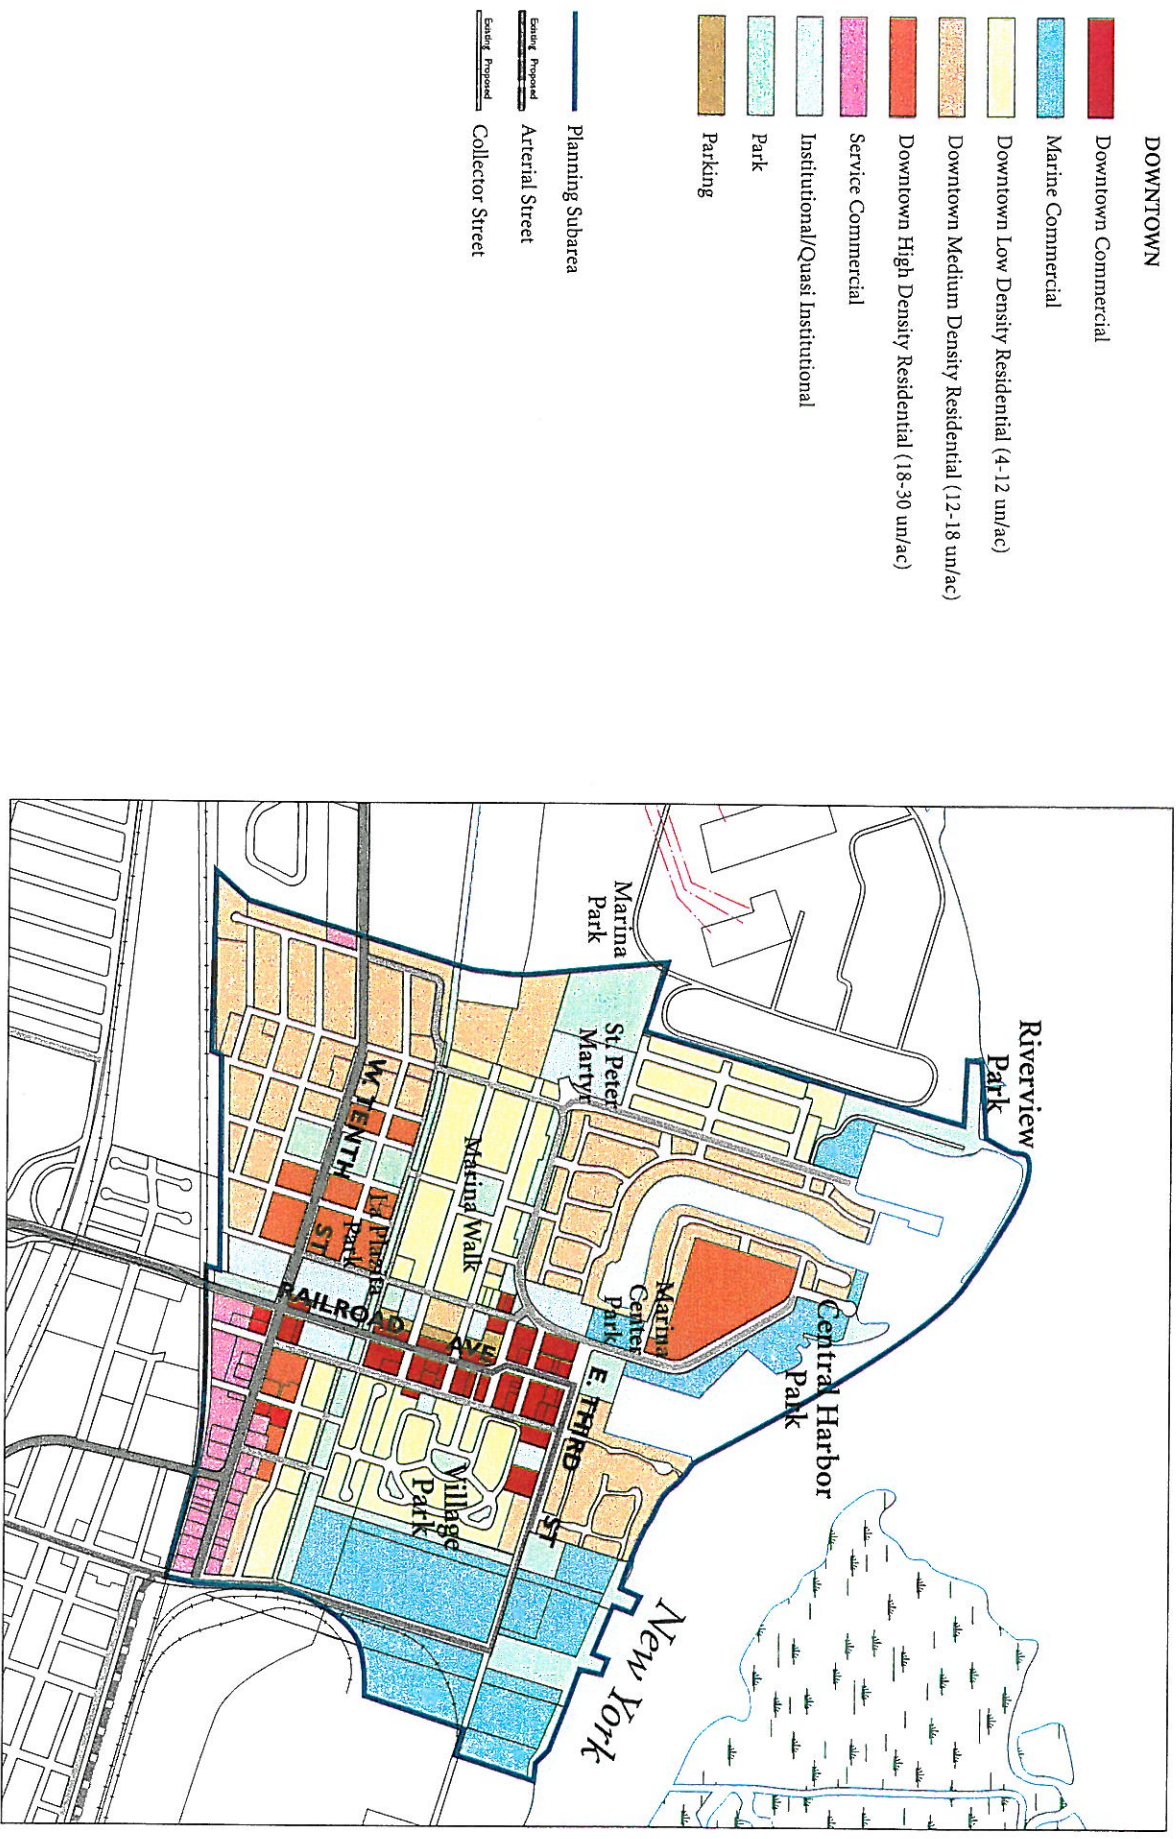 DOWNTOWN
Downtown Commercial
Marine Commercial
Downtown Low Density Residential (4-12 un/ac)
Downtown Medium Density Residential (12-18 un/ac)
Downtown High Density Residential (18-30 un/ac)
Service Commercial
Institutional/Quasi Institutional
Park
Parking
Planning Subarea
Existing Proposed
Arterial Street
Existing Proposed
Collector Street
Riverview
Park
Central Harbor
Park
Marina
Center
Park
Marina
Park
St. Peter
Martyr
E. THIRD ST
New York
Marina Walk
Village
Park
AVE
RAILROAD
La Plazita
Park
W. TENTH
ST